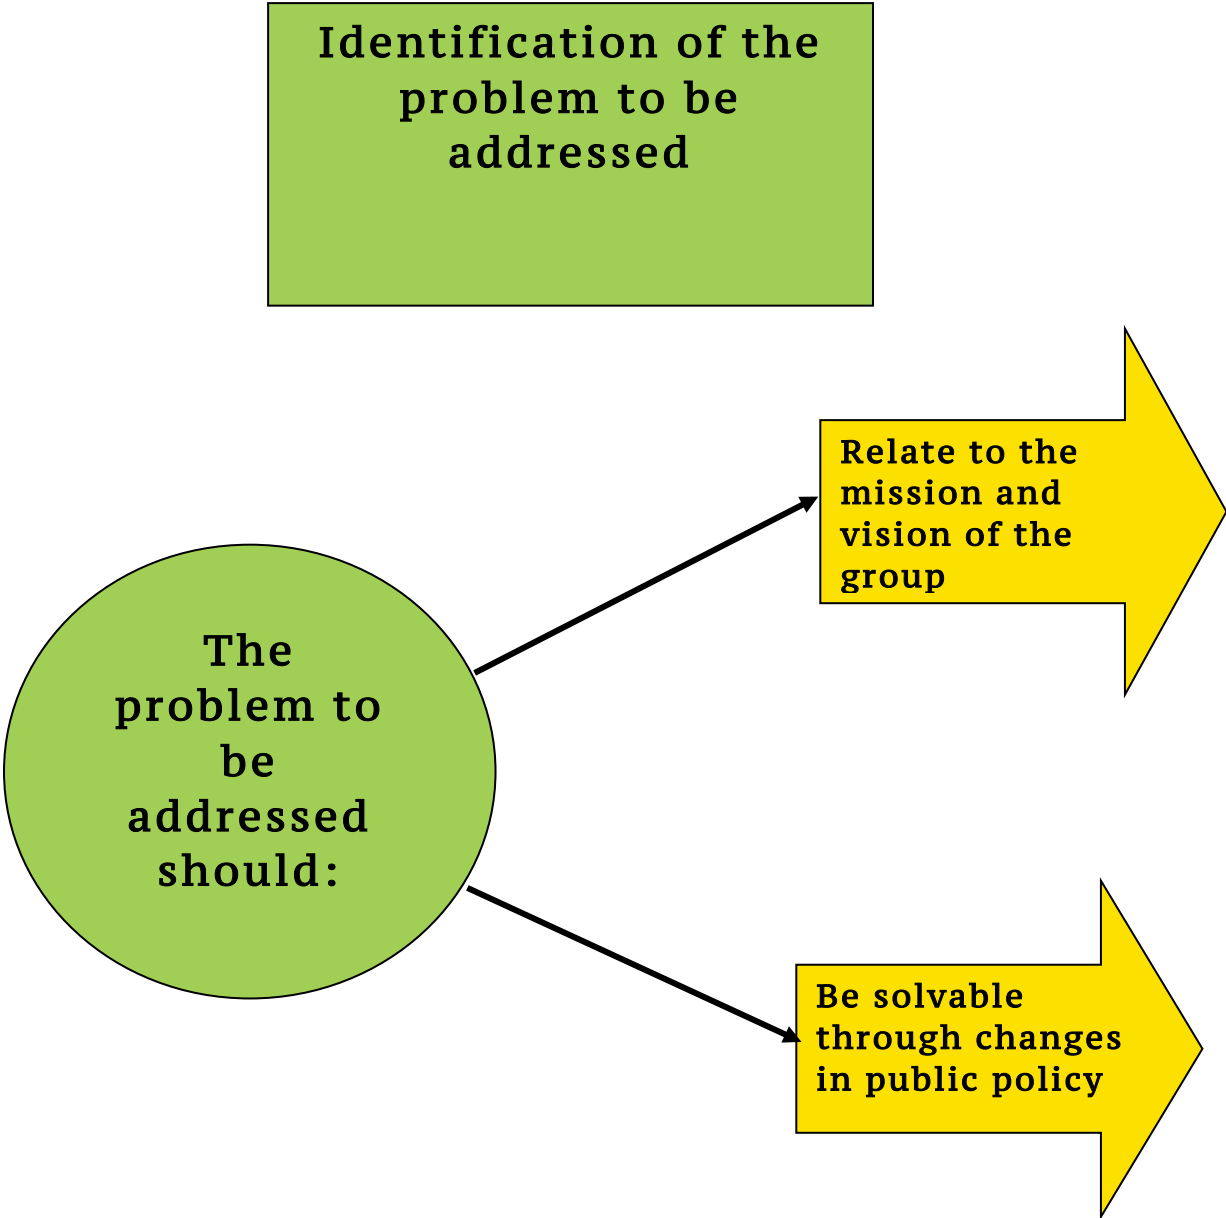 Identification of the
problem to be
addressed
Relate to the
mission and
vision of the
group
The
problem to
be
addressed
should:
Be solvable
through changes
in public policy